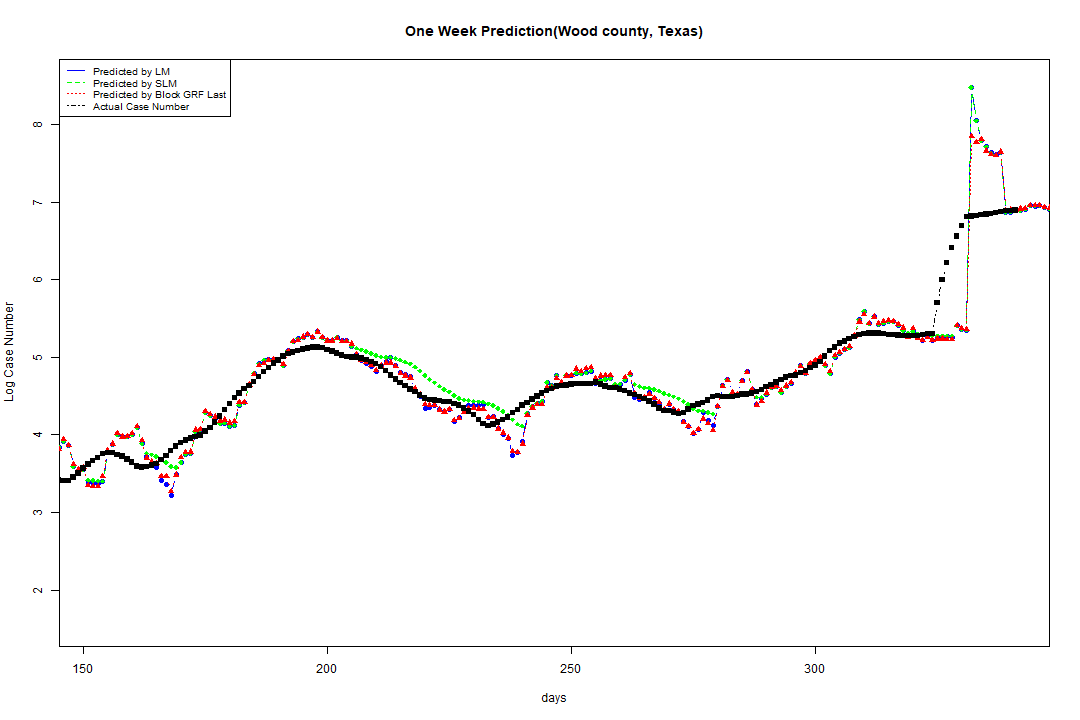 One Week Prediction(Wood county, Texas)
Predicted by LM
Predicted by SLM
Predicted by Block GRF Last
Actual Case Number
8
7
6
5
4
3
2
Log Case Number
150 200 250 300
days